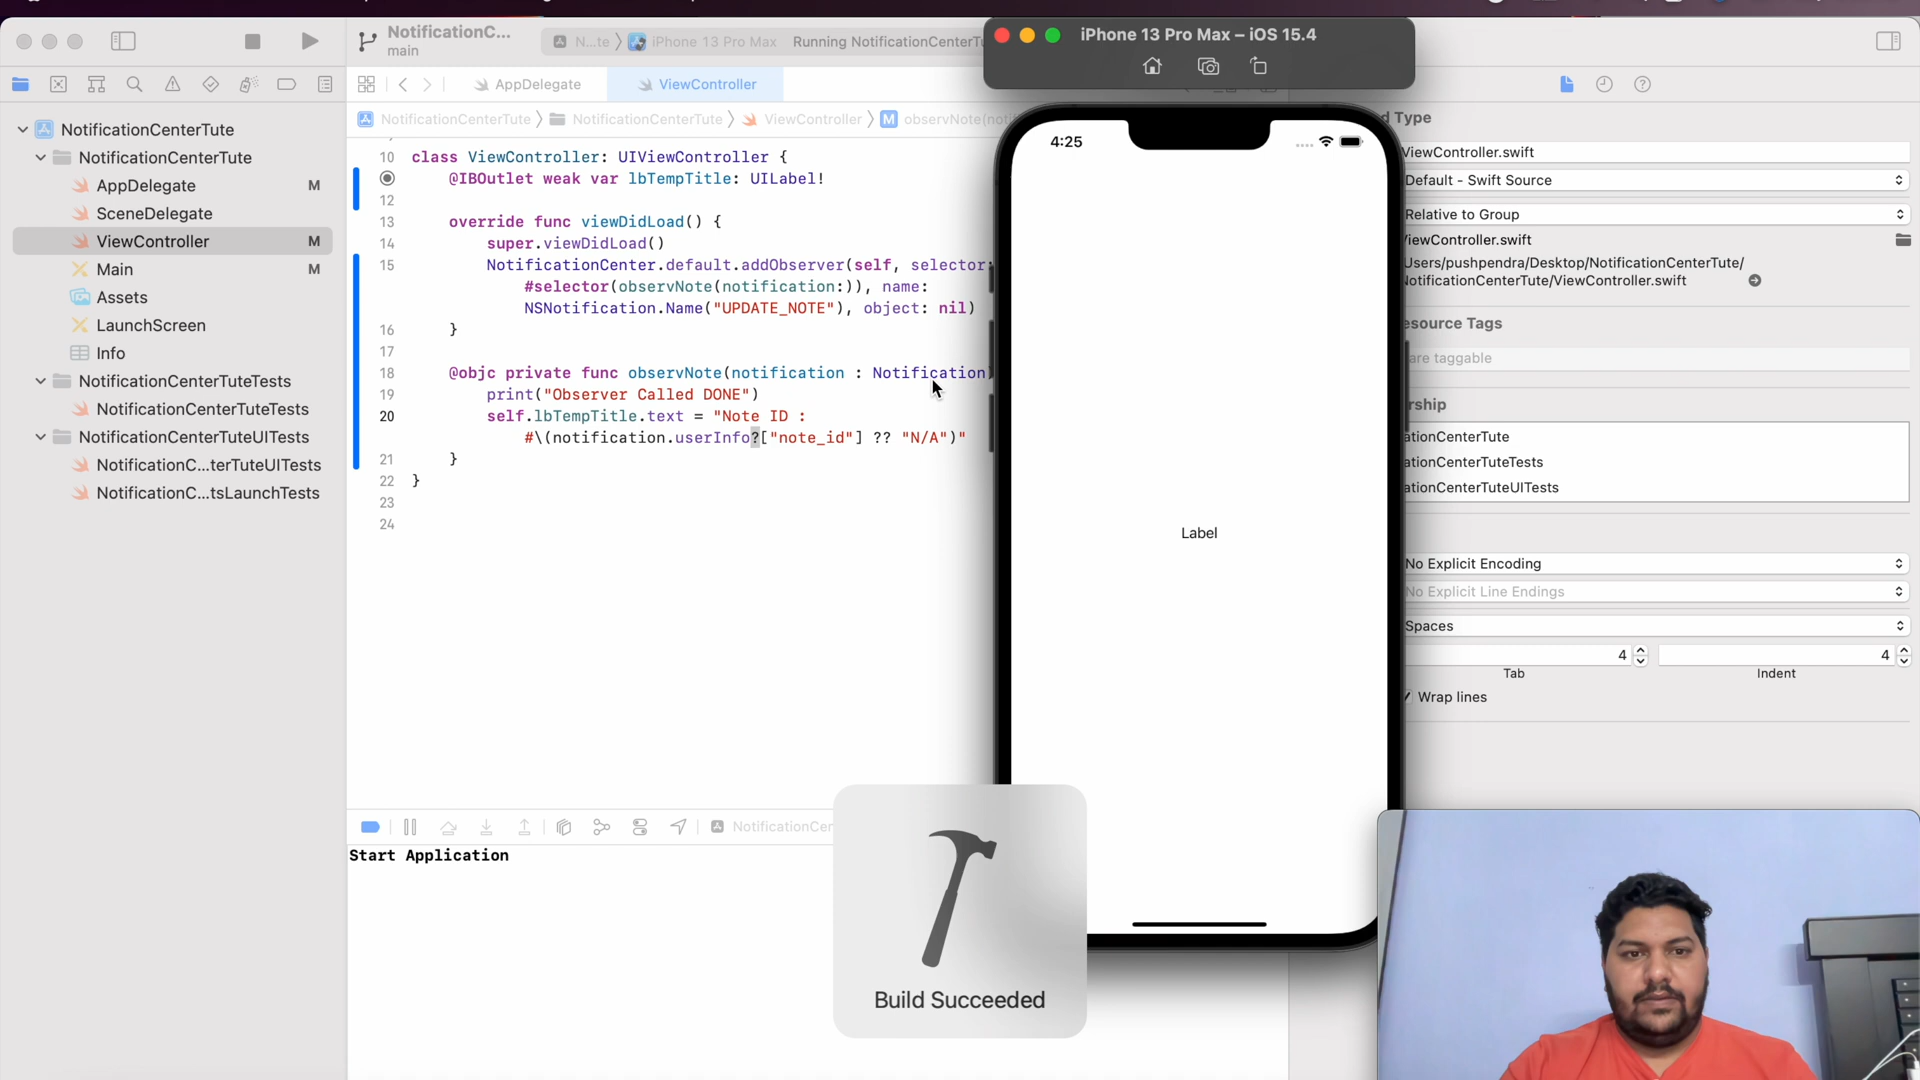 NotificationC...
main
N...te
iPhone 13 Pro Max
Running NotificationCenterTu
iPhone 13 Pro Max – iOS 15.4
AppDelegate
ViewController
NotificationCenterTute
NotificationCenterTute
ViewController
M
observNote(
NotificationCenterTute
NotificationCenterTute
AppDelegate
M
SceneDelegate
ViewController
M
Main
M
Assets
LaunchScreen
Info
NotificationCenterTuteTests
NotificationCenterTuteTests
NotificationCenterTuteUITests
NotificationC...terTuteUITests
NotificationC...tsLaunchTests
10 class ViewController: UIViewController {
@IBOutlet weak var lbTempTitle: UILabel!
12
13 override func viewDidLoad() {
14 super.viewDidLoad()
15 NotificationCenter.default.addObserver(self, selector:
#selector(observNote(notification:)), name:
NSNotification.Name("UPDATE_NOTE"), object: nil)
16 }
17
18 @objc private func observNote(notification : Notification)
19 print("Observer Called DONE")
20 self.lbTempTitle.text = "Note ID :
#\(notification.userInfo?["note_id"] ?? "N/A")"
21 }
22 }
23
24
NotificationCen
Start Application
Build Succeeded
4:25
Label
d Type
ViewController.swift
Default - Swift Source
Relative to Group
ViewController.swift
Users/pushpendra/Desktop/NotificationCenterTute/
NotificationCenterTute/ViewController.swift
esource Tags
are taggable
rship
ationCenterTute
ationCenterTuteTests
ationCenterTuteUITests
No Explicit Encoding
No Explicit Line Endings
Spaces
4
4
Tab
Indent
Wrap lines